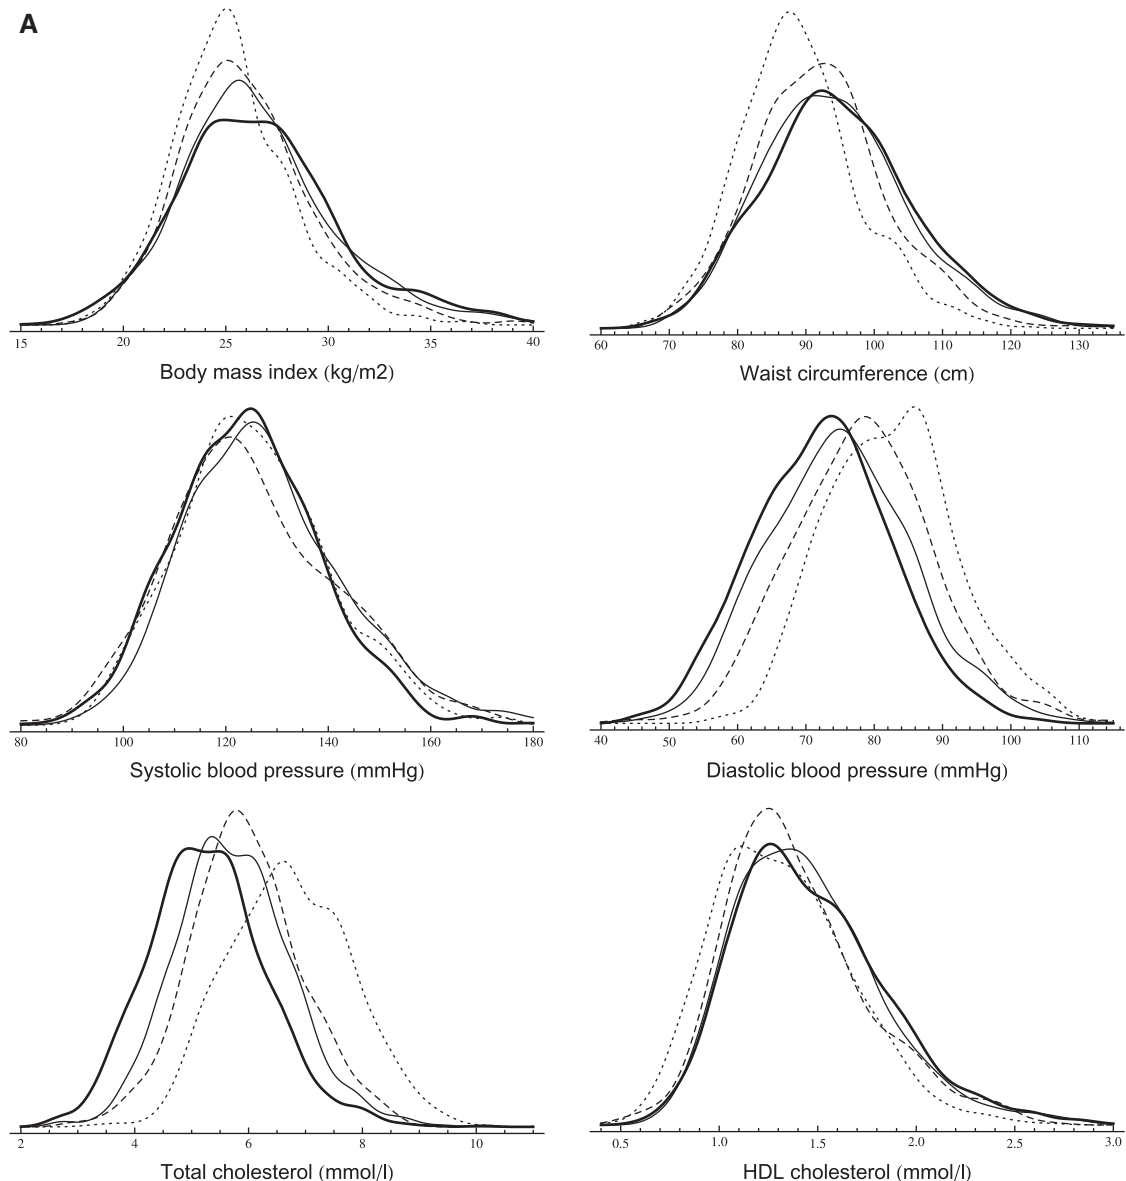 A
15 20 25 30 35 40
Body mass index (kg/m2)
60 70 80 90 100 110 120 130
Waist circumference (cm)
80 100 120 140 160 180
Systolic blood pressure (mmHg)
40 50 60 70 80 90 100 110
Diastolic blood pressure (mmHg)
2 4 6 8 10
Total cholesterol (mmol/l)
0.5 1.0 1.5 2.0 2.5 3.0
HDL cholesterol (mmol/l)